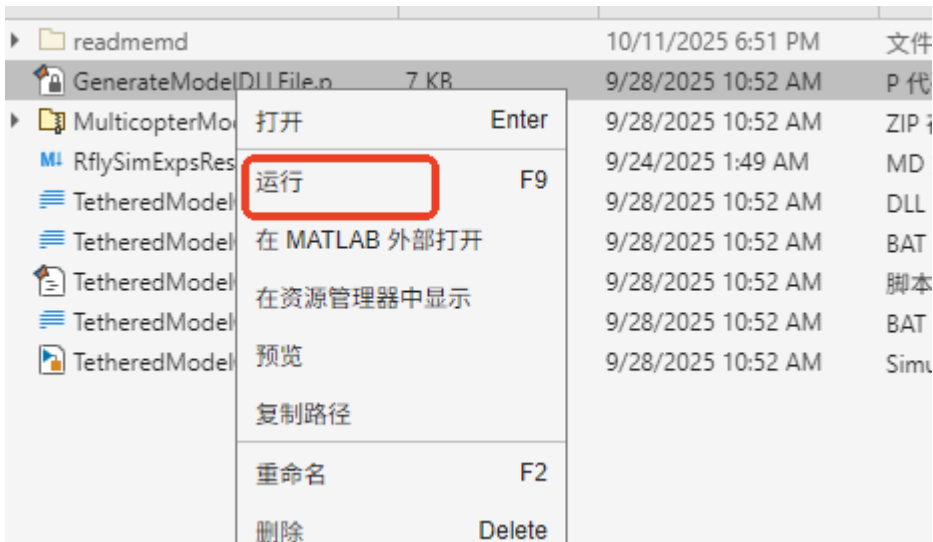 readmemd 10/11/2025 6:51 PM 文件
GenerateModelDLLFile.p 7 KB 9/28/2025 10:52 AM P 代
打开 Enter
MulticopterMo 9/28/2025 10:52 AM ZIP
M↓ RflySimExpsRes 9/24/2025 1:49 AM MD
运行 F9
TetheredModel 9/28/2025 10:52 AM DLL
TetheredModel 9/28/2025 10:52 AM BAT
在 MATLAB 外部打开
TetheredModel 9/28/2025 10:52 AM 脚本
在资源管理器中显示
TetheredModel 9/28/2025 10:52 AM BAT
TetheredModel 9/28/2025 10:52 AM Simu
预览
复制路径
重命名 F2
删除 Delete